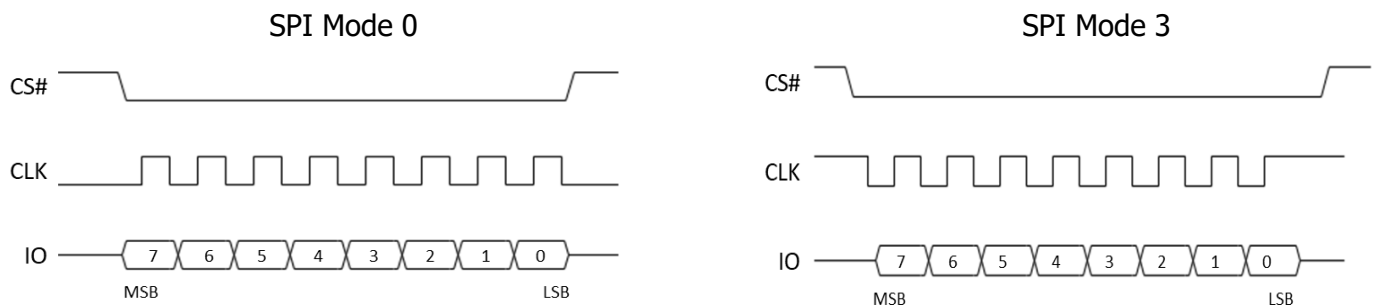 SPI Mode 0
CS#
CLK
IO
7 6 5 4 3 2 1 0
MSB LSB
SPI Mode 3
CS#
CLK
IO
7 6 5 4 3 2 1 0
MSB LSB